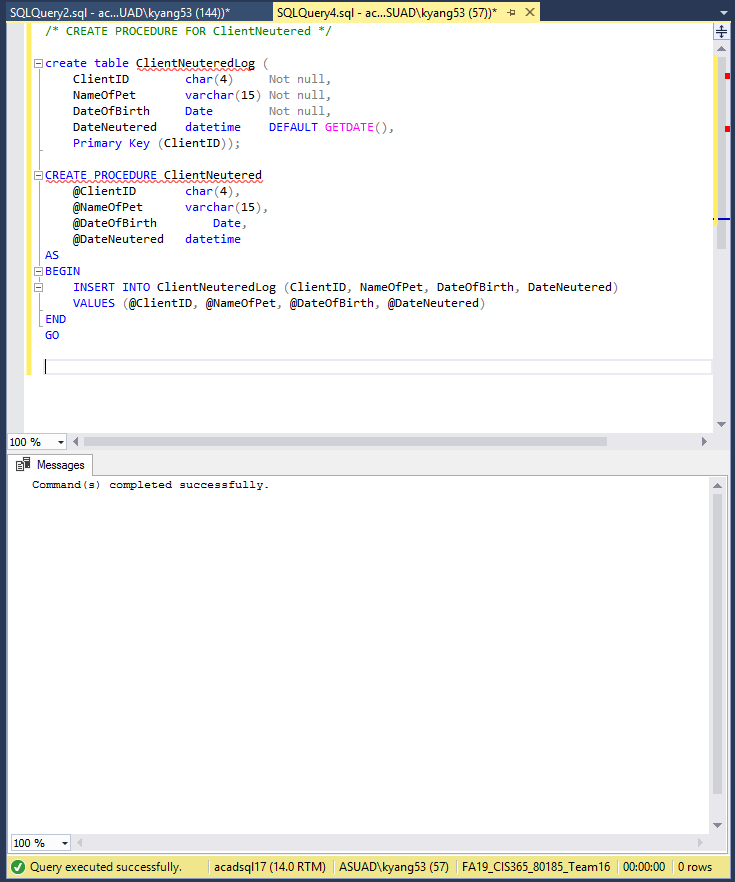 SQLQuery2.sql - ac...UAD\kyang53 (144))*
SQLQuery4.sql - ac...SUAD\kyang53 (57))*
/* CREATE PROCEDURE FOR ClientNeutered */
create table ClientNeuteredLog (
ClientID char(4) Not null,
NameOfPet varchar(15) Not null,
DateOfBirth Date Not null,
DateNeutered datetime DEFAULT GETDATE(),
Primary Key (ClientID));
CREATE PROCEDURE ClientNeutered
@ClientID char(4),
@NameOfPet varchar(15),
@DateOfBirth Date,
@DateNeutered datetime
AS
BEGIN
INSERT INTO ClientNeuteredLog (ClientID, NameOfPet, DateOfBirth, DateNeutered)
VALUES (@ClientID, @NameOfPet, @DateOfBirth, @DateNeutered)
END
GO
100 %
Messages
Command(s) completed successfully.
100 %
Query executed successfully. acadsql17 (14.0 RTM) ASUAD\kyang53 (57) FA19_CIS365_80185_Team16 00:00:00 0 rows